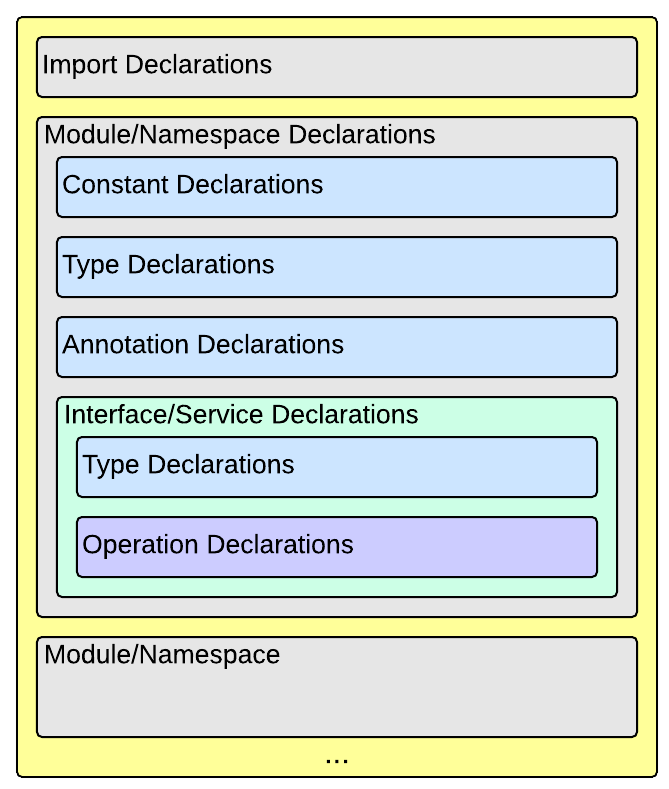 Import Declarations
Module/Namespace Declarations
Constant Declarations
Type Declarations
Annotation Declarations
Interface/Service Declarations
Type Declarations
Operation Declarations
Module/Namespace
...